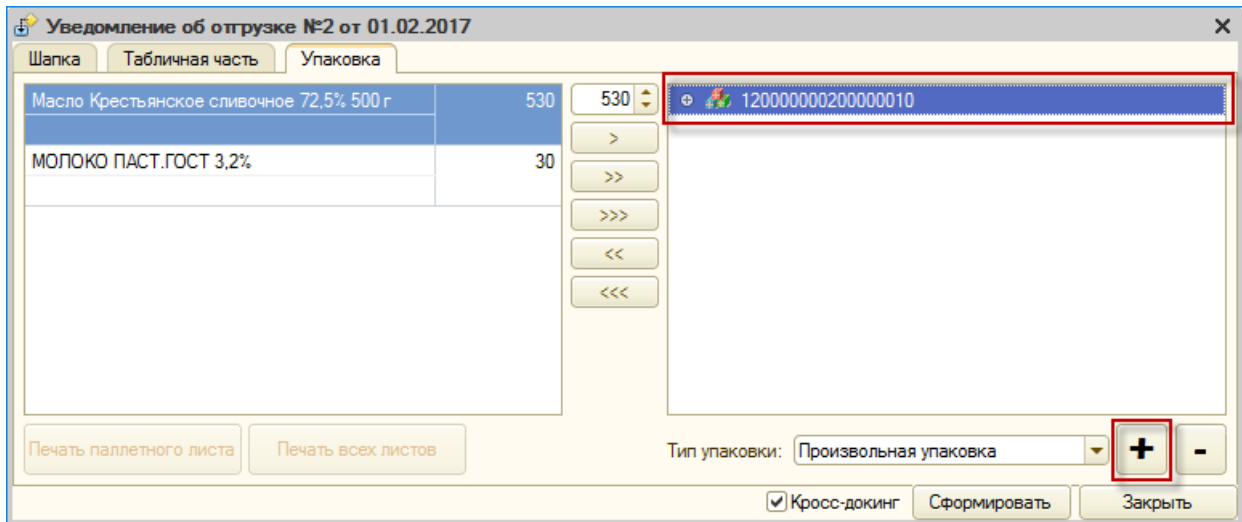 Уведомление об отгрузке №2 от 01.02.2017
Шапка Табличная часть Упаковка
Масло Крестьянское сливочное 72,5% 500 г 530 530 120000000200000010
>
МОЛОКО ПАСТ.ГОСТ 3,2% 30
>>
>>>
<<
<<<
Печать паллетного листа Печать всех листов Тип упаковки: Произвольная упаковка + -
Кросс-докинг Сформировать Закрыть